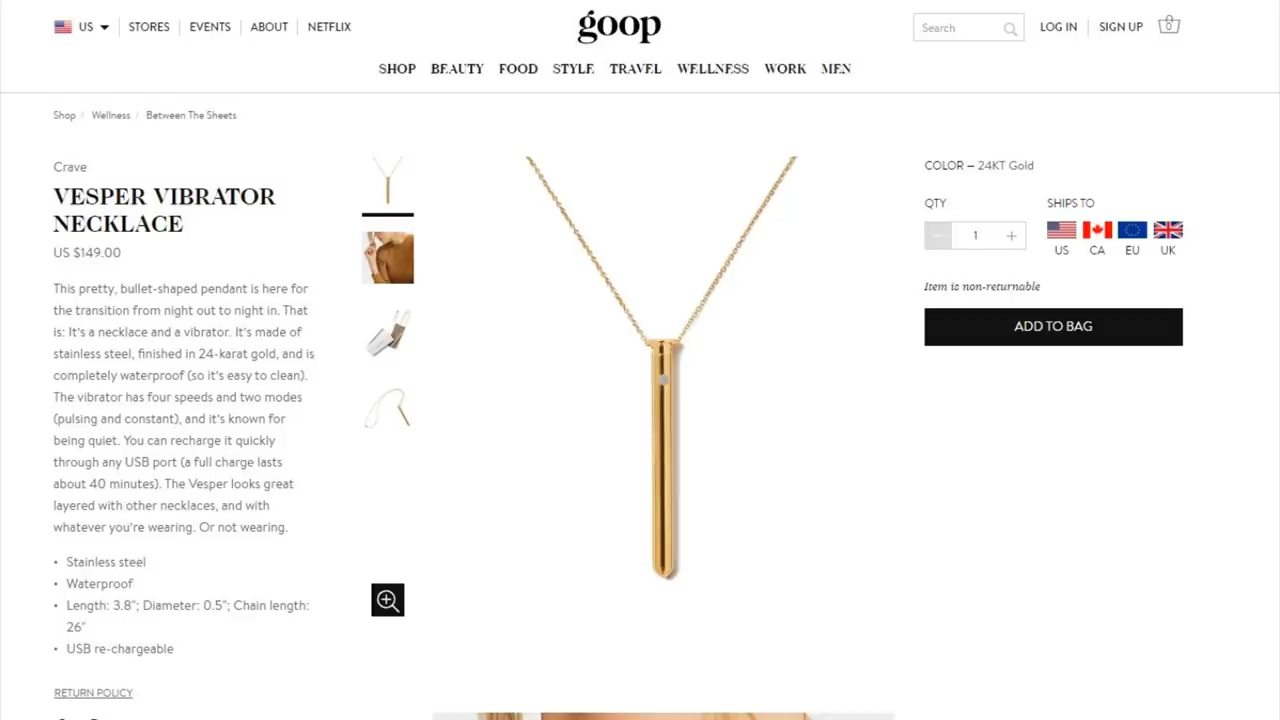 US
STORES
EVENTS
ABOUT
NETFLIX
goop
Search
LOG IN
SIGN UP
0
SHOP
BEAUTY
FOOD
STYLE
TRAVEL
WELLNESS
WORK
MEN
Shop / Wellness / Between The Sheets
Crave
VESPER VIBRATOR
NECKLACE
US $149.00
This pretty, bullet-shaped pendant is here for
the transition from night out to night in. That
is: It's a necklace and a vibrator. It's made of
stainless steel, finished in 24-karat gold, and is
completely waterproof (so it's easy to clean).
The vibrator has four speeds and two modes
(pulsing and constant), and it's known for
being quiet. You can recharge it quickly
through any USB port (a full charge lasts
about 40 minutes). The Vesper looks great
layered with other necklaces, and with
whatever you're wearing. Or not wearing.
• Stainless steel
• Waterproof
• Length: 3.8"; Diameter: 0.5"; Chain length:
26"
• USB re-chargeable
RETURN POLICY
COLOR – 24KT Gold
QTY
− 1 +
SHIPS TO
US
CA
EU
UK
Item is non-returnable
ADD TO BAG